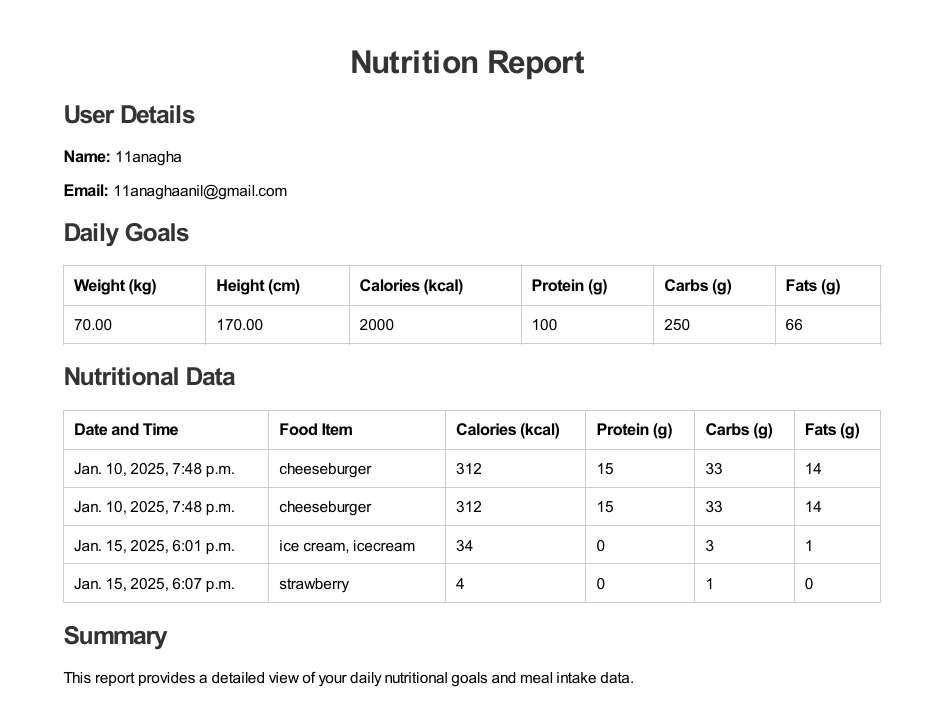 Nutrition Report
User Details
Name: 11anagha
Email: 11anaghaanil@gmail.com
Daily Goals
Weight (kg) Height (cm) Calories (kcal) Protein (g) Carbs (g) Fats (g)
70.00 170.00 2000 100 250 66
Nutritional Data
Date and Time Food Item Calories (kcal) Protein (g) Carbs (g) Fats (g)
Jan. 10, 2025, 7:48 p.m. cheeseburger 312 15 33 14
Jan. 10, 2025, 7:48 p.m. cheeseburger 312 15 33 14
Jan. 15, 2025, 6:01 p.m. ice cream, icecream 34 0 3 1
Jan. 15, 2025, 6:07 p.m. strawberry 4 0 1 0
Summary
This report provides a detailed view of your daily nutritional goals and meal intake data.